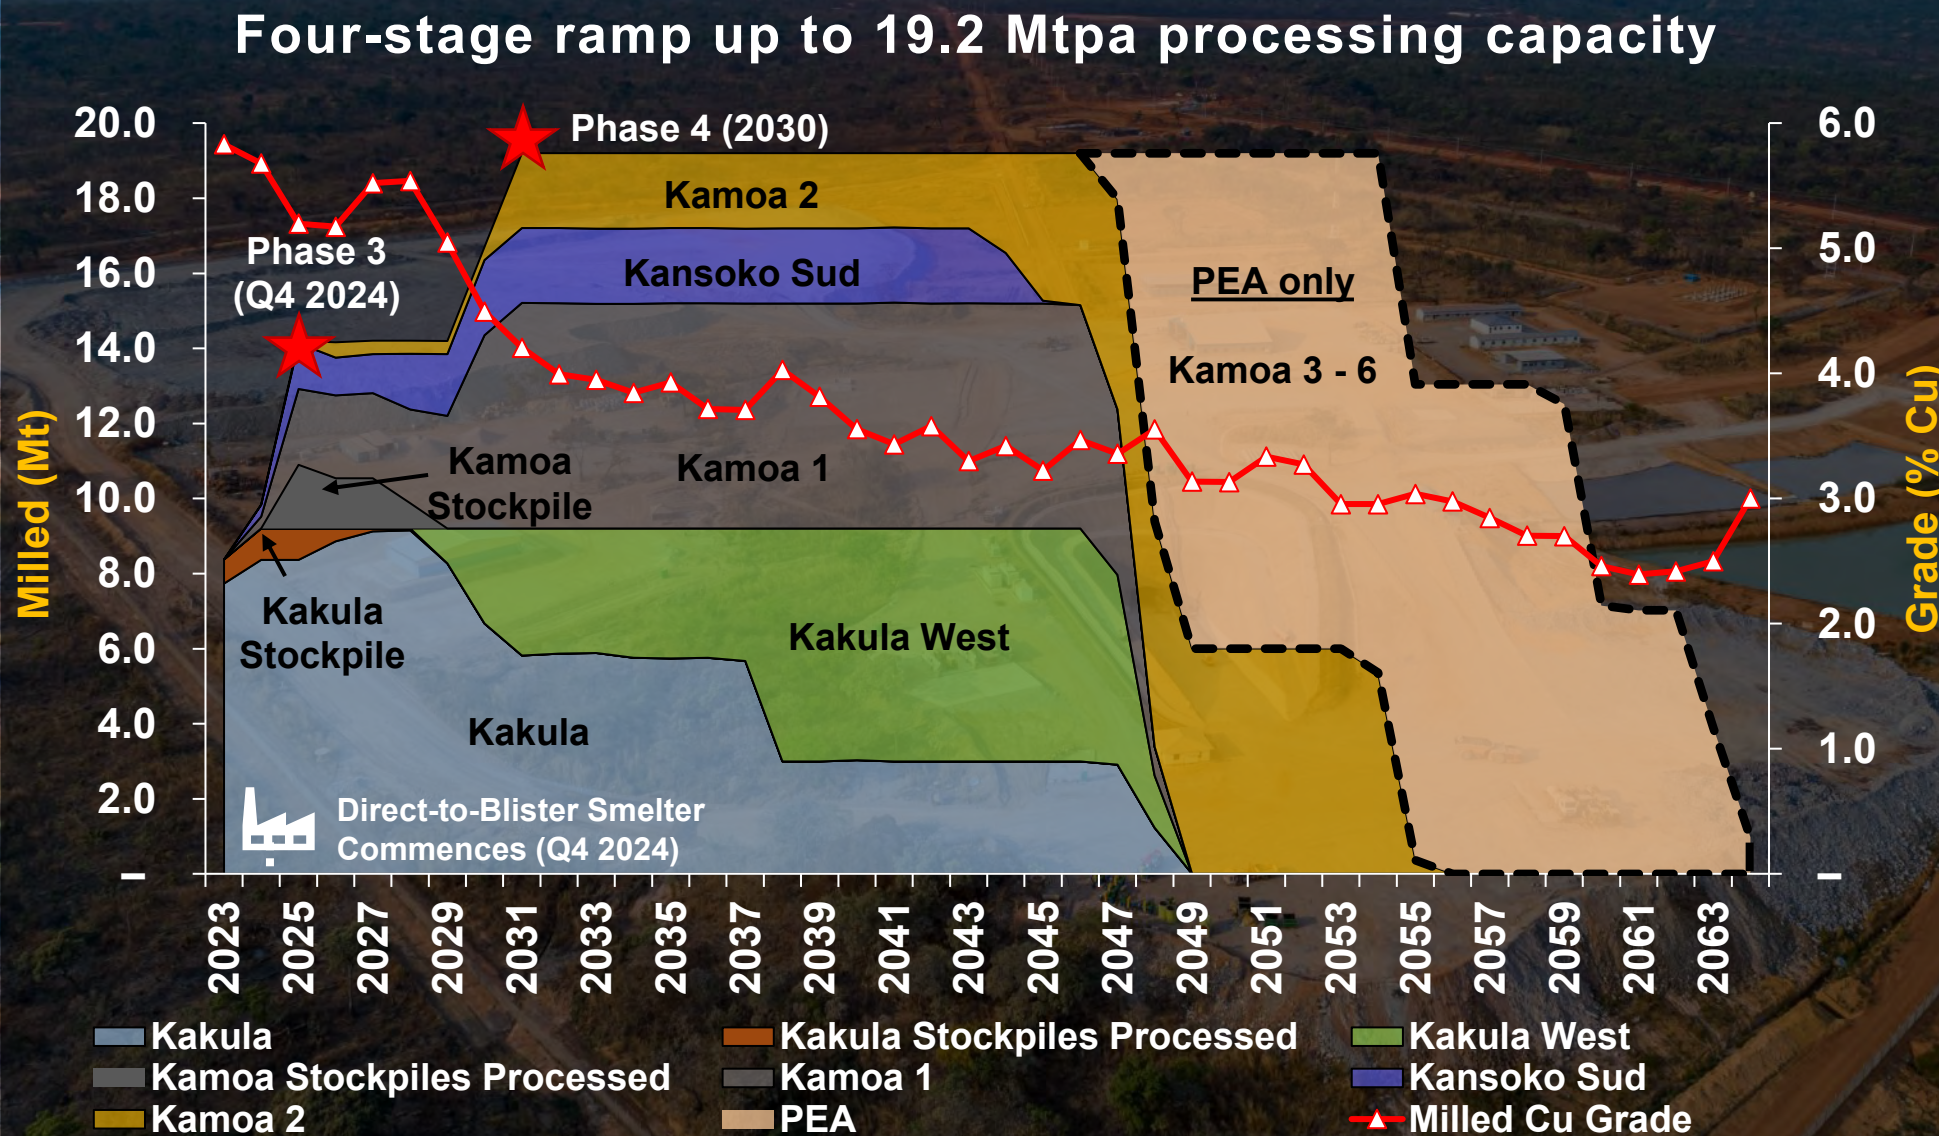 Four-stage ramp up to 19.2 Mtpa processing capacity
20.0
18.0
16.0
14.0
12.0
10.0
8.0
6.0
4.0
2.0
–
Milled (Mt)
6.0
5.0
4.0
3.0
2.0
1.0
–
Grade (% Cu)
Phase 4 (2030)
Phase 3
(Q4 2024)
Kamoa 2
Kansoko Sud
PEA only
Kamoa 3 - 6
Kamoa
Stockpile
Kamoa 1
Kakula
Stockpile
Kakula West
Kakula
Direct-to-Blister Smelter
Commences (Q4 2024)
2023
2025
2027
2029
2031
2033
2035
2037
2039
2041
2043
2045
2047
2049
2051
2053
2055
2057
2059
2061
2063
Kakula
Kakula Stockpiles Processed
Kakula West
Kamoa Stockpiles Processed
Kamoa 1
Kansoko Sud
Kamoa 2
PEA
Milled Cu Grade